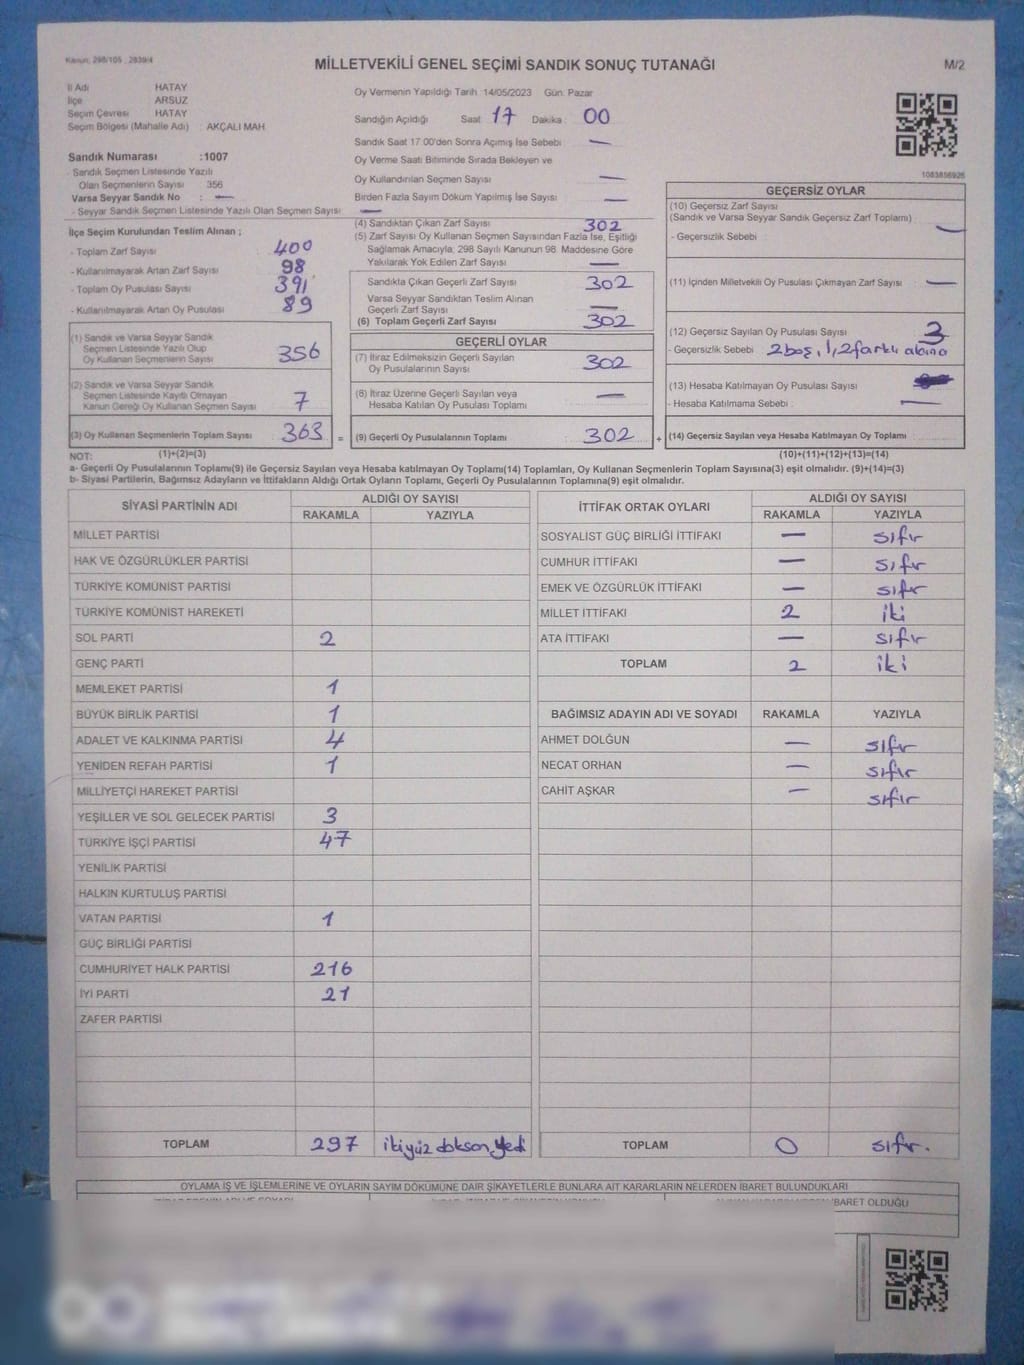 Kanun: 298/105 , 2839/4
MİLLETVEKİLİ GENEL SEÇİMİ SANDIK SONUÇ TUTANAĞI
M/2
İl Adı HATAY
İlçe ARSUZ
Seçim Çevresi HATAY
Seçim Bölgesi (Mahalle Adı) : AKÇALI MAH
Sandık Numarası :1007
- Sandık Seçmen Listesinde Yazılı
Olan Seçmenlerin Sayısı 356
Varsa Seyyar Sandık No : —
- Seyyar Sandık Seçmen Listesinde Yazılı Olan Seçmen Sayısı : —
İlçe Seçim Kurulundan Teslim Alınan ;
- Toplam Zarf Sayısı : 400
- Kullanılmayarak Artan Zarf Sayısı 98
- Toplam Oy Pusulası Sayısı : 391
- Kullanılmayarak Artan Oy Pusulası : 89
(1) Sandık ve Varsa Seyyar Sandık
Seçmen Listesinde Yazılı Olup
Oy Kullanan Seçmenlerin Sayısı 356
(2) Sandık ve Varsa Seyyar Sandık
Seçmen Listesinde Kayıtlı Olmayan
Kanun Gereği Oy Kullanan Seçmen Sayısı 7
(3) Oy Kullanan Seçmenlerin Toplam Sayısı 363 =
Oy Vermenin Yapıldığı Tarih :14/05/2023 Gün: Pazar
Sandığın Açıldığı Saat : 17 Dakika : 00
Sandık Saat 17:00'den Sonra Açımış İse Sebebi : —
Oy Verme Saati Bitiminde Sırada Bekleyen ve
Oy Kullandırılan Seçmen Sayısı : —
Birden Fazla Sayım Döküm Yapılmış İse Sayısı : —
(4) Sandıktan Çıkan Zarf Sayısı : 302
(5) Zarf Sayısı Oy Kullanan Seçmen Sayısından Fazla İse, Eşitliği
Sağlamak Amacıyla, 298 Sayılı Kanunun 98. Maddesine Göre
Yakılarak Yok Edilen Zarf Sayısı : —
Sandıkta Çıkan Geçerli Zarf Sayısı : 302
Varsa Seyyar Sandıktan Teslim Alınan
Geçerli Zarf Sayısı : —
(6) Toplam Geçerli Zarf Sayısı : 302
GEÇERLİ OYLAR
(7) İtiraz Edilmeksizin Geçerli Sayılan
Oy Pusulalarının Sayısı : 302
(8) İtiraz Üzerine Geçerli Sayılan veya
Hesaba Katılan Oy Pusulası Toplamı : —
(9) Geçerli Oy Pusulalarının Toplamı : 302 +
1083856926
GEÇERSİZ OYLAR
(10) Geçersiz Zarf Sayısı
(Sandık ve Varsa Seyyar Sandık Geçersiz Zarf Toplamı) :
- Geçersizlik Sebebi : —
(11) İçinden Milletvekili Oy Pusulası Çıkmayan Zarf Sayısı : —
(12) Geçersiz Sayılan Oy Pusulası Sayısı : 3
- Geçersizlik Sebebi : 2 boş, 1, 2 farklı alana
(13) Hesaba Katılmayan Oy Pusulası Sayısı :
- Hesaba Katılmama Sebebi : —
(14) Geçersiz Sayılan veya Hesaba Katılmayan Oy Toplamı :
NOT: (1)+(2)=(3) (10)+(11)+(12)+(13)=(14)
a- Geçerli Oy Pusulalarının Toplamı(9) ile Geçersiz Sayılan veya Hesaba katılmayan Oy Toplamı(14) Toplamları, Oy Kullanan Seçmenlerin Toplam Sayısına(3) eşit olmalıdır. (9)+(14)=(3)
b- Siyasi Partilerin, Bağımsız Adayların ve İttifakların Aldığı Ortak Oyların Toplamı, Geçerli Oy Pusulalarının Toplamına(9) eşit olmalıdır.
SİYASİ PARTİNİN ADI ALDIĞI OY SAYISI
RAKAMLA YAZIYLA
MİLLET PARTİSİ
HAK VE ÖZGÜRLÜKLER PARTİSİ
TÜRKİYE KOMÜNİST PARTİSİ
TÜRKİYE KOMÜNİST HAREKETİ
SOL PARTİ 2
GENÇ PARTİ
MEMLEKET PARTİSİ 1
BÜYÜK BİRLİK PARTİSİ 1
ADALET VE KALKINMA PARTİSİ 4
YENİDEN REFAH PARTİSİ 1
MİLLİYETÇİ HAREKET PARTİSİ
YEŞİLLER VE SOL GELECEK PARTİSİ 3
TÜRKİYE İŞÇİ PARTİSİ 47
YENİLİK PARTİSİ
HALKIN KURTULUŞ PARTİSİ
VATAN PARTİSİ 1
GÜÇ BİRLİĞİ PARTİSİ
CUMHURİYET HALK PARTİSİ 216
İYİ PARTİ 21
ZAFER PARTİSİ
TOPLAM 297 ikiyüz dokson yedi
İTTİFAK ORTAK OYLARI ALDIĞI OY SAYISI
RAKAMLA YAZIYLA
SOSYALİST GÜÇ BİRLİĞİ İTTİFAKI — sıfır
CUMHUR İTTİFAKI — sıfır
EMEK VE ÖZGÜRLÜK İTTİFAKI — sıfır
MİLLET İTTİFAKI 2 iki
ATA İTTİFAKI — sıfır
TOPLAM 2 iki
BAĞIMSIZ ADAYIN ADI VE SOYADI RAKAMLA YAZIYLA
AHMET DOLĞUN — sıfır
NECAT ORHAN — sıfır
CAHİT AŞKAR — sıfır
TOPLAM 0 sıfır.
OYLAMA İŞ VE İŞLEMLERİNE VE OYLARIN SAYIM DÖKÜMÜNE DAİR ŞİKAYETLERLE BUNLARA AİT KARARLARIN NELERDEN İBARET BULUNDUKLARI
İBARET OLDUĞU